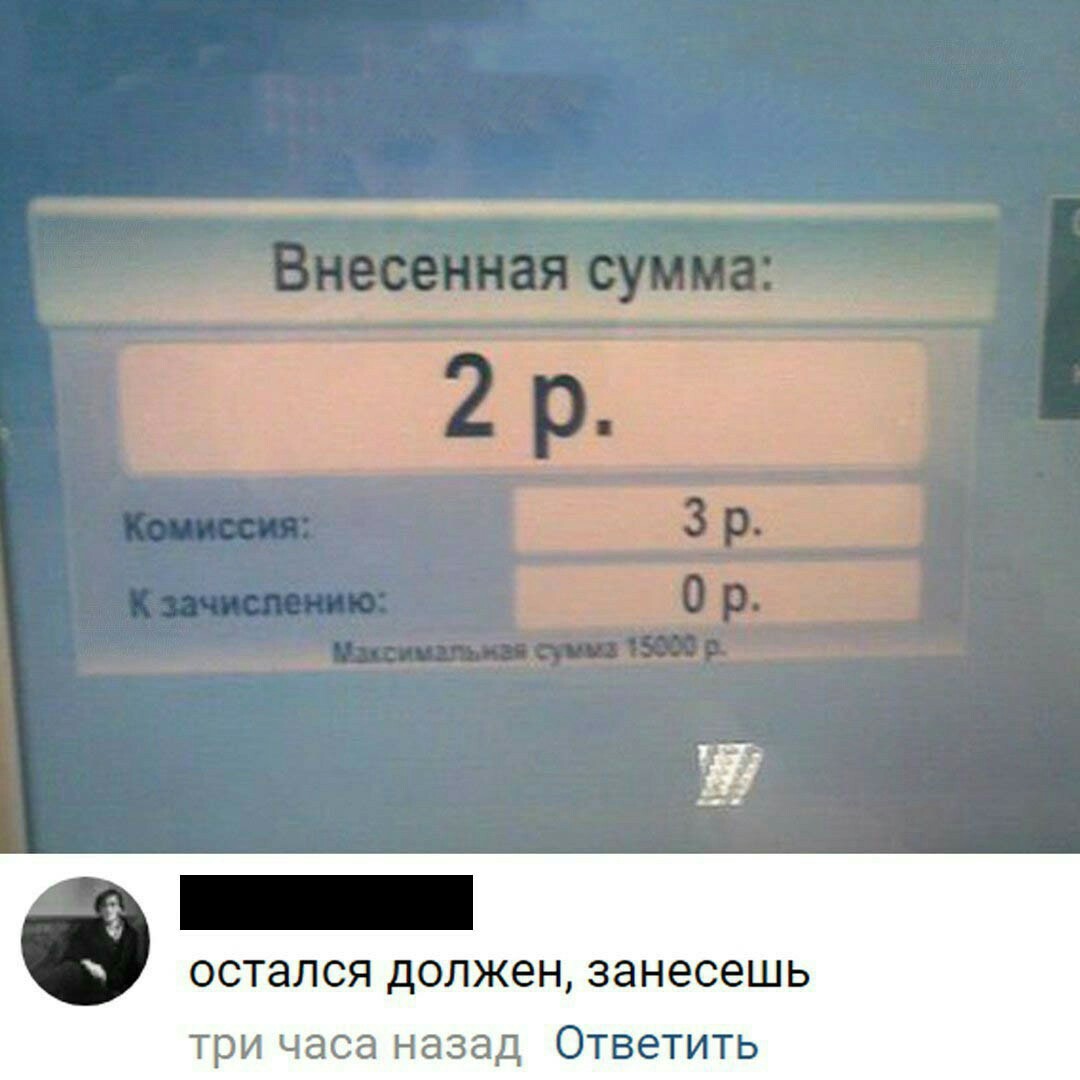 Внесенная сумма:
2 р.
Комиссия: 3 р.
К зачислению: 0 р.
Максимальная сумма 15000 р.
остался должен, занесешь
три часа назад Ответить